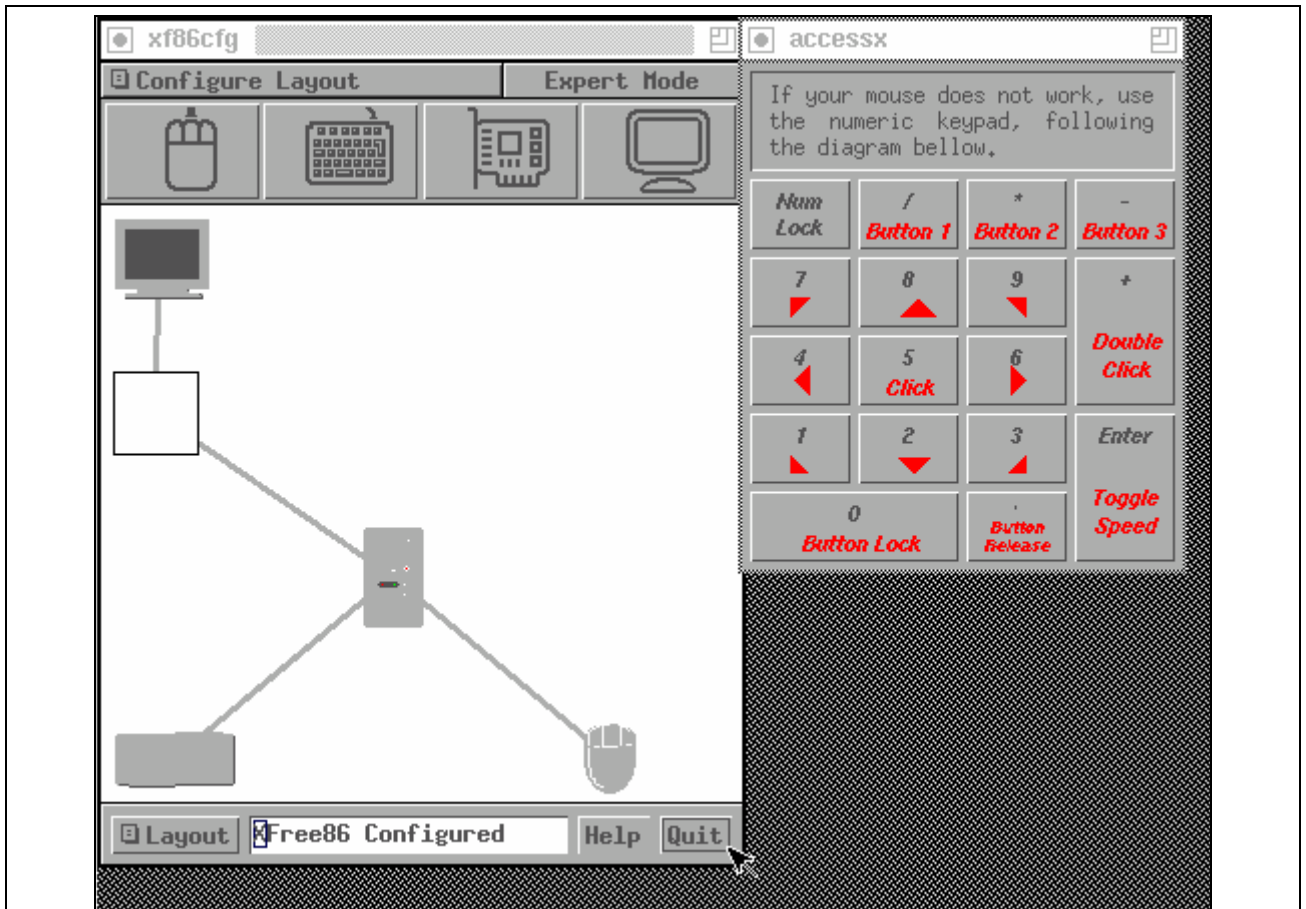 xf86cfg
Configure Layout
Expert Mode
Layout
XFree86 Configured
Help
Quit
accessx
If your mouse does not work, use
the numeric keypad, following
the diagram bellow.
Num
Lock
/
Button 1
*
Button 2
-
Button 3
7
8
9
+
Double
Click
4
5
Click
6
1
2
3
Enter
Toggle
Speed
0
Button Lock
.
Button
Release